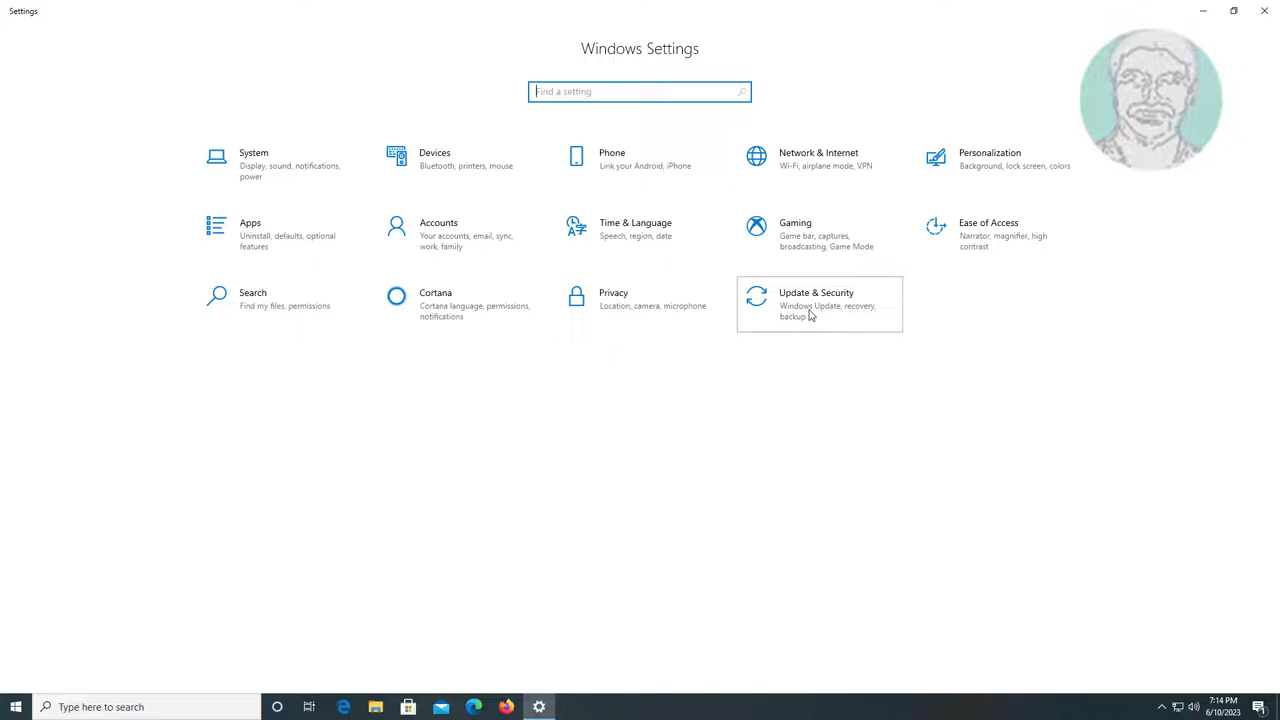 Settings
Windows Settings
Find a setting
System
Display, sound, notifications,
power
Devices
Bluetooth, printers, mouse
Phone
Link your Android, iPhone
Network & Internet
Wi-Fi, airplane mode, VPN
Personalization
Background, lock screen, colors
Apps
Uninstall, defaults, optional
features
Accounts
Your accounts, email, sync,
work, family
Time & Language
Speech, region, date
Gaming
Game bar, captures,
broadcasting, Game Mode
Ease of Access
Narrator, magnifier, high
contrast
Search
Find my files, permissions
Cortana
Cortana language, permissions,
notifications
Privacy
Location, camera, microphone
Update & Security
Windows Update, recovery,
backup
Type here to search
7:14 PM
6/10/2023
1